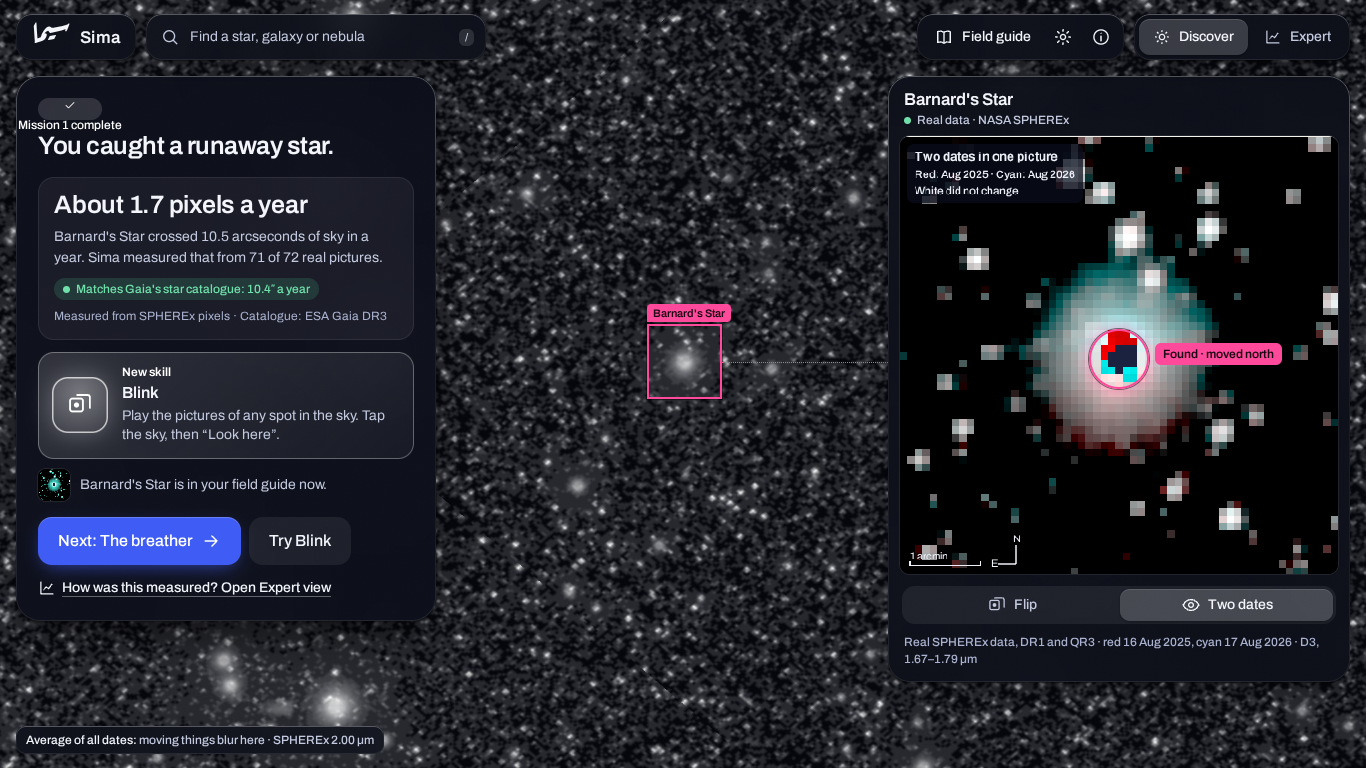 Sima
Find a star, galaxy or nebula
/
Field guide
Discover
Expert
Mission 1 complete
You caught a runaway star.
About 1.7 pixels a year
Barnard's Star crossed 10.5 arcseconds of sky in a
year. Sima measured that from 71 of 72 real pictures.
Matches Gaia's star catalogue: 10.4″ a year
Measured from SPHEREx pixels · Catalogue: ESA Gaia DR3
New skill
Blink
Play the pictures of any spot in the sky. Tap
the sky, then “Look here”.
Barnard's Star is in your field guide now.
Next: The breather
Try Blink
How was this measured? Open Expert view
Average of all dates: moving things blur here · SPHEREx 2.00 µm
Barnard's Star
Barnard's Star
Real data · NASA SPHEREx
Two dates in one picture
Red: Aug 2025 · Cyan: Aug 2026
White did not change
Found · moved north
1 arcmin
N
E
Flip
Two dates
Real SPHEREx data, DR1 and QR3 · red 16 Aug 2025, cyan 17 Aug 2026 · D3,
1.67–1.79 µm